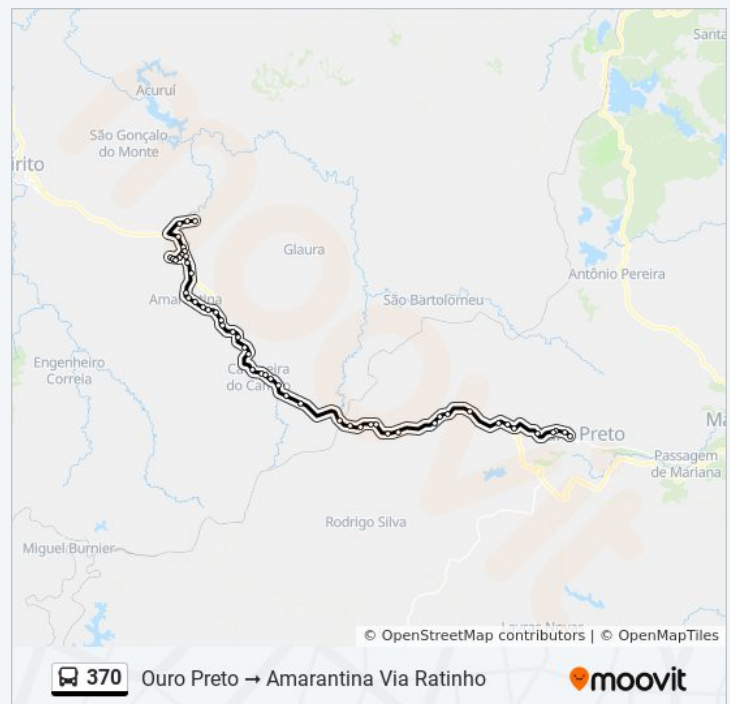 Santa
Acuruí
São Gonçalo
do Monte
irito
Glaura
Antônio Pereira
São Bartolomeu
Engenheiro
Correia
Preto
Ma
Passagem
de Mariana
Rodrigo Silva
Miguel Burnier
© OpenStreetMap contributors | © OpenMapTiles
370 Ouro Preto → Amarantina Via Ratinho
moovit